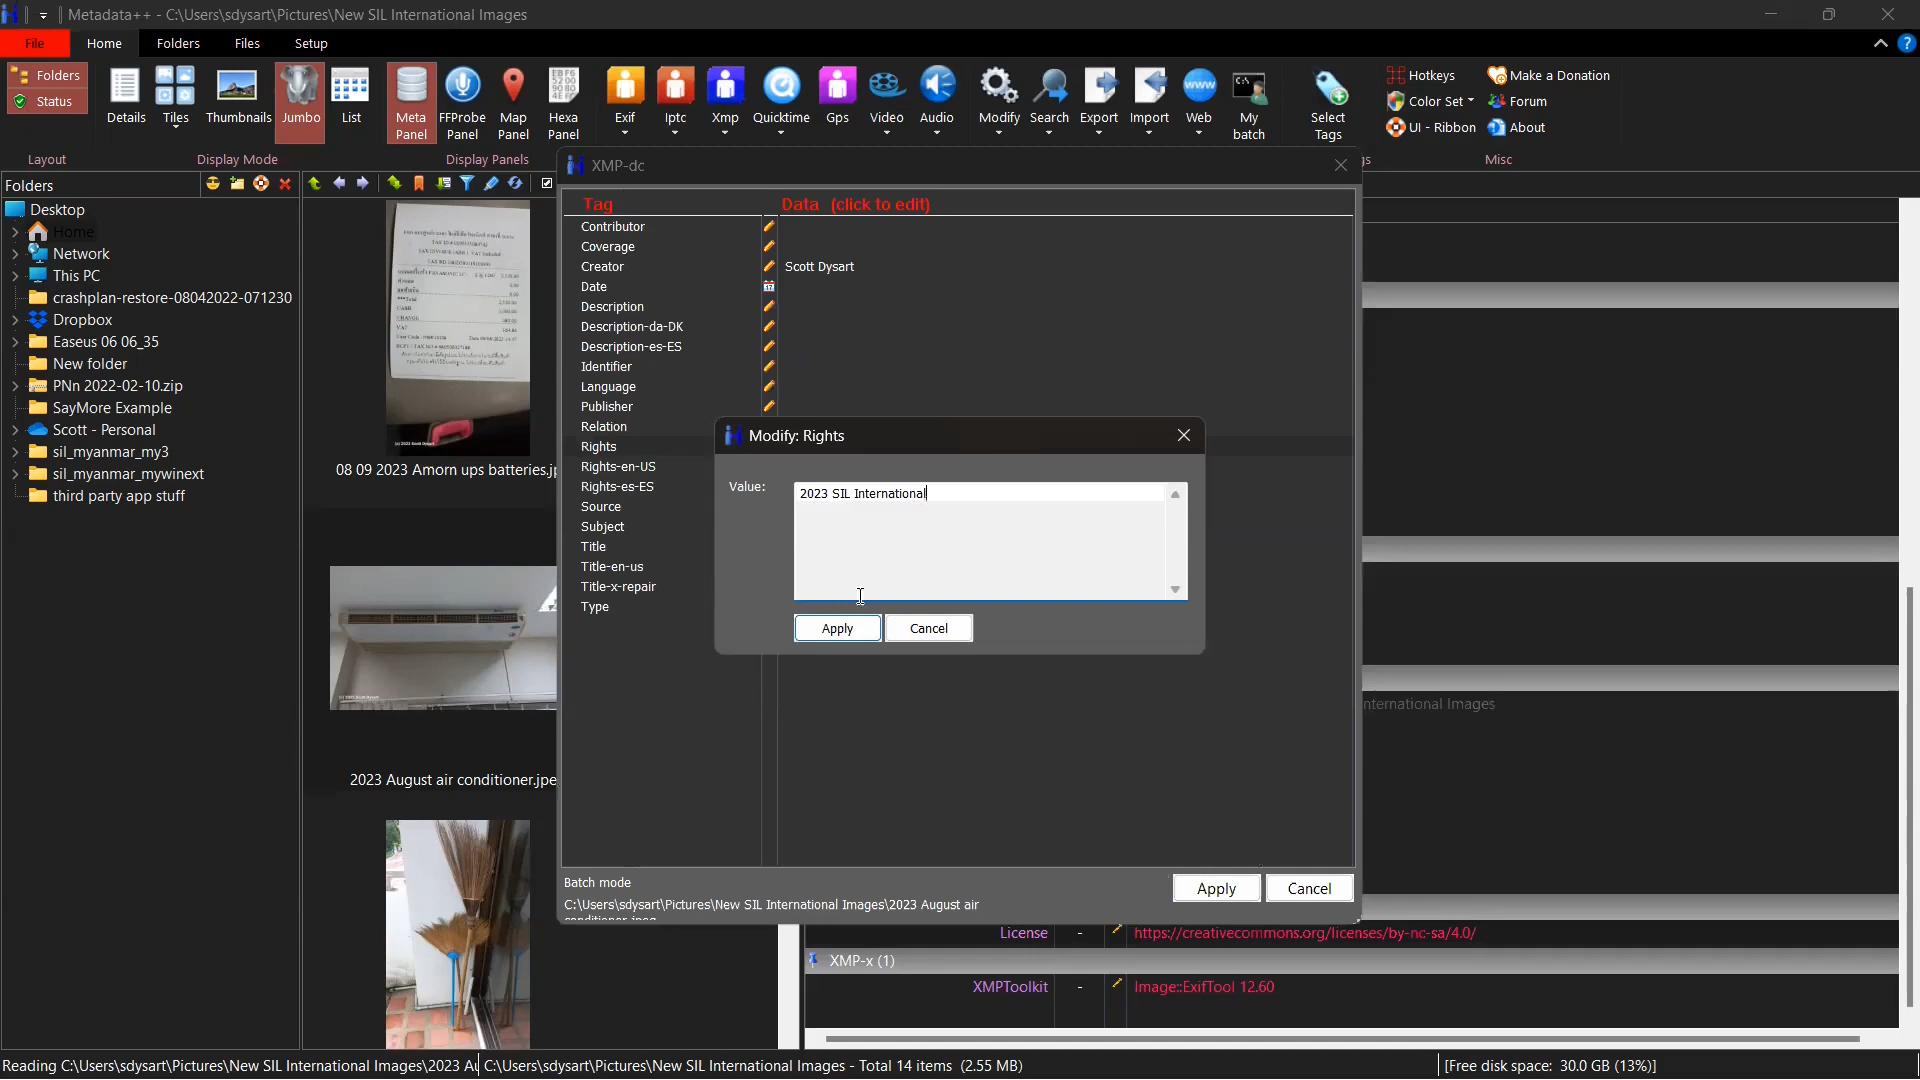 Metadata++ - C:\Users\sdysart\Pictures\New SIL International Images
File Home Folders Files Setup
Folders
Status
Details Tiles Thumbnails Jumbo List
Meta Panel
FFProbe Panel
Map Panel
Hexa Panel
Exif Iptc Xmp Quicktime Gps Video Audio
Modify Search Export Import Web
My batch
Select Tags
Hotkeys Make a Donation
Color Set Forum
UI - Ribbon About
Layout Display Mode Display Panels Misc
Folders
Desktop
Home
Network
This PC
crashplan-restore-08042022-071230
Dropbox
Easeus 06 06_35
New folder
PNn 2022-02-10.zip
SayMore Example
Scott - Personal
sil_myanmar_my3
sil_myanmar_mywinext
third party app stuff
08 09 2023 Amorn ups batteries.jp
2023 August air conditioner.jpe
XMP-dc
Tag Data (click to edit)
Contributor
Coverage
Creator Scott Dysart
Date
Description
Description-da-DK
Description-es-ES
Identifier
Language
Publisher
Relation
Rights
Rights-en-US
Rights-es-ES
Source
Subject
Title
Title-en-us
Title-x-repair
Type
Modify: Rights
Value: 2023 SIL International
Apply Cancel
Batch mode
C:\Users\sdysart\Pictures\New SIL International Images\2023 August air
conditioner.jpeg
Apply Cancel
nternational Images
License - https://creativecommons.org/licenses/by-nc-sa/4.0/
XMP-x (1)
XMPToolkit - Image::ExifTool 12.60
Reading C:\Users\sdysart\Pictures\New SIL International Images\2023 Au
C:\Users\sdysart\Pictures\New SIL International Images - Total 14 items (2.55 MB)
[Free disk space: 30.0 GB (13%)]